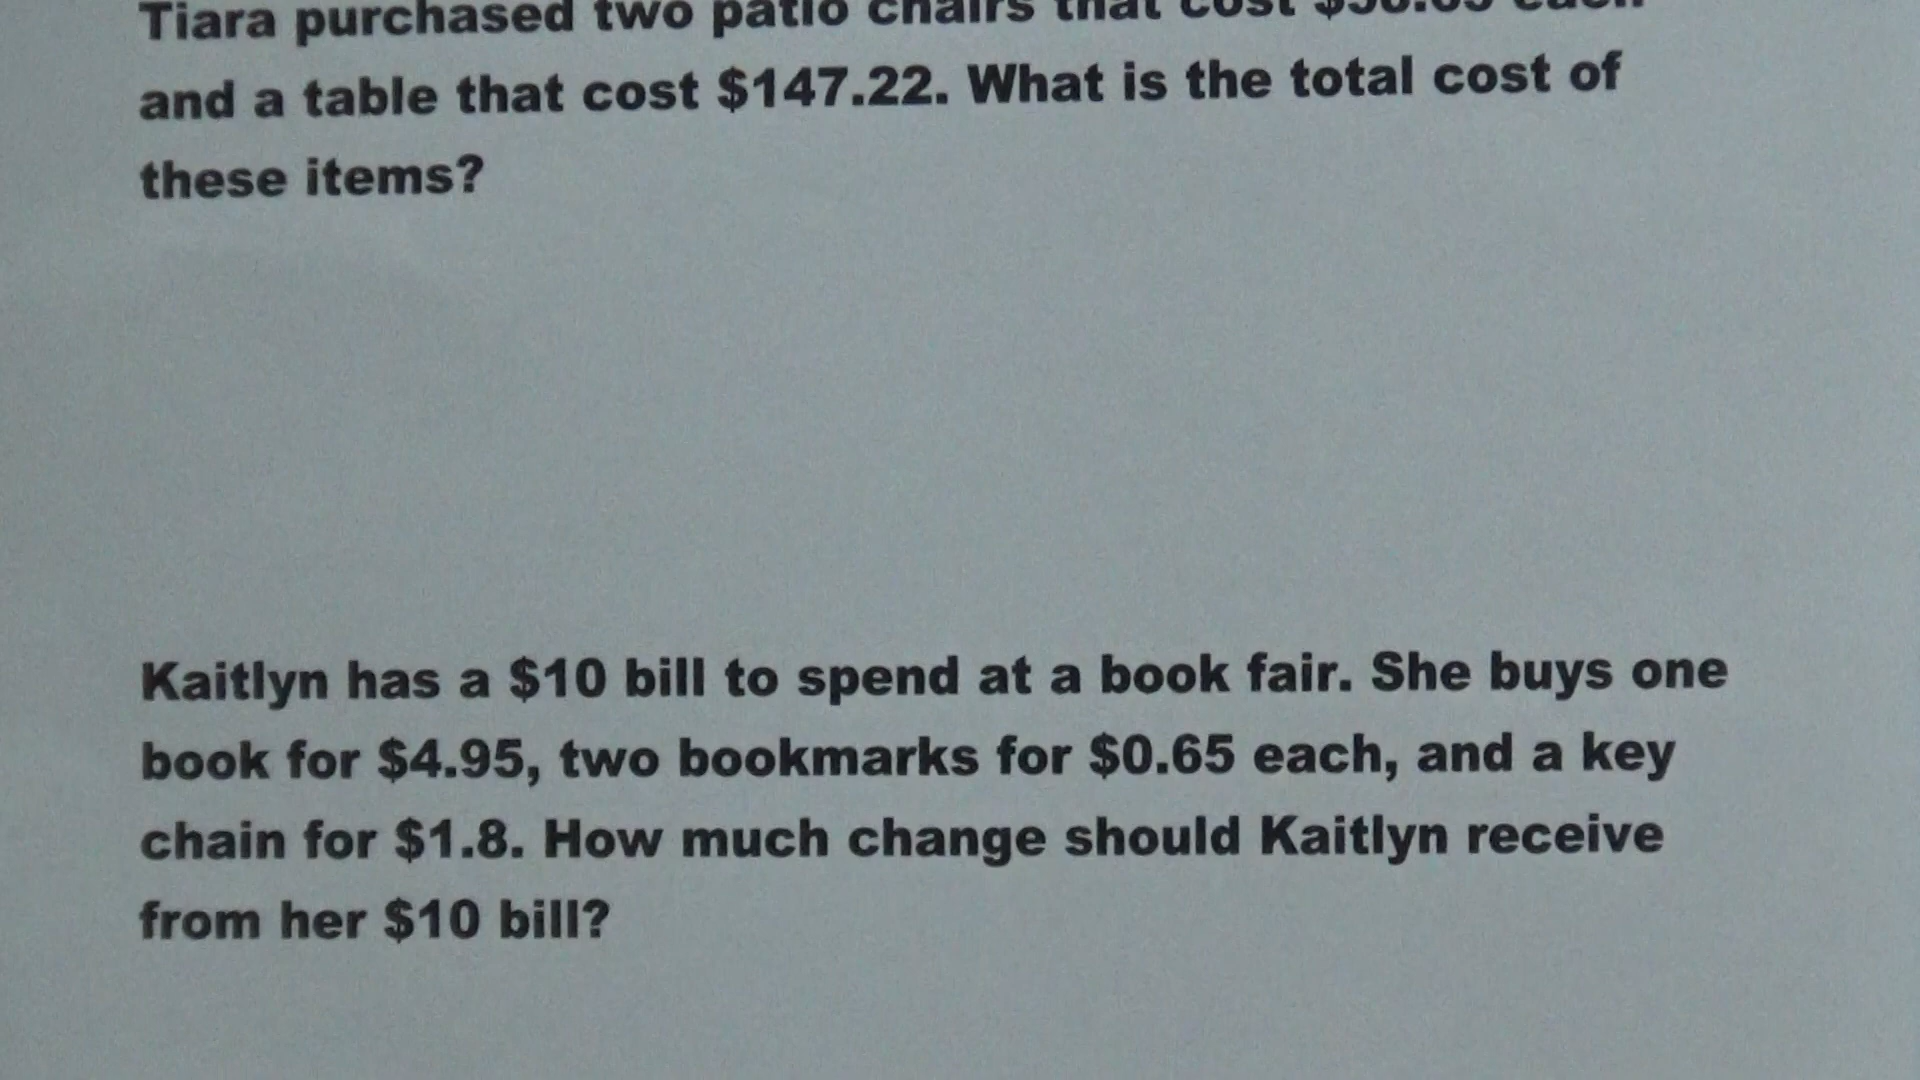 Tiara purchased two patio chairs that cost each
and a table that cost $147.22. What is the total cost of
these items?
Kaitlyn has a $10 bill to spend at a book fair. She buys one
book for $4.95, two bookmarks for $0.65 each, and a key
chain for $1.8. How much change should Kaitlyn receive
from her $10 bill?